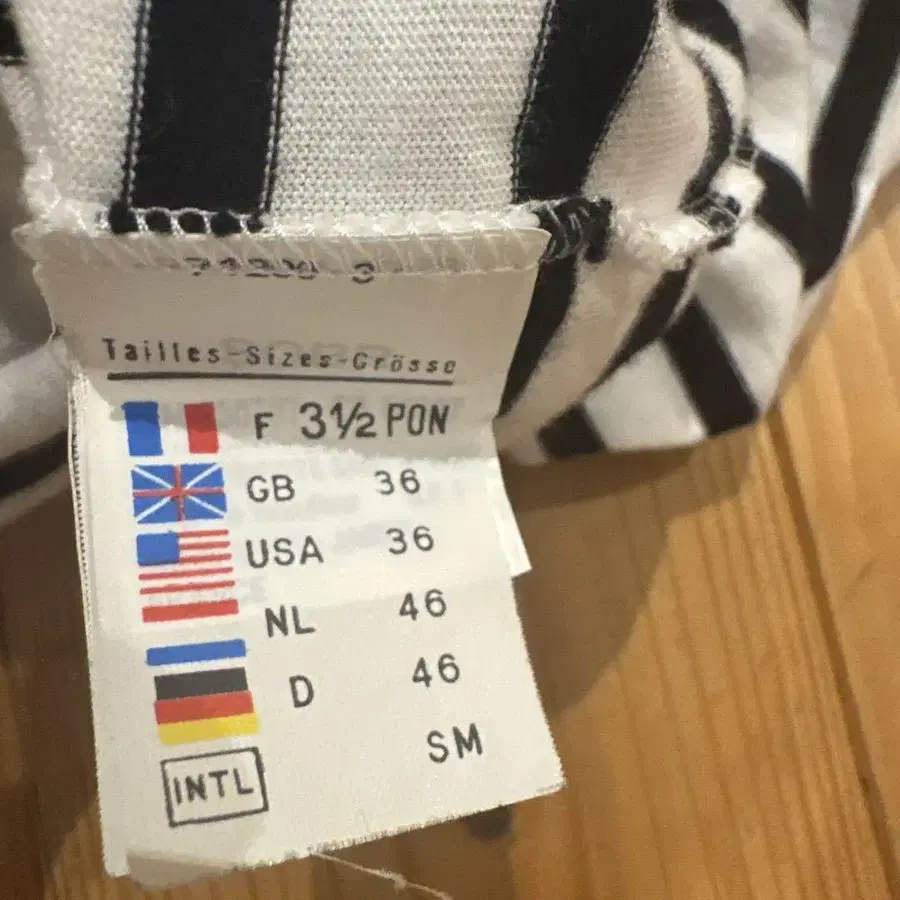 Tailles-Sizes-Grösse
F 3½ PON
GB 36
USA 36
NL 46
D 46
INTL SM